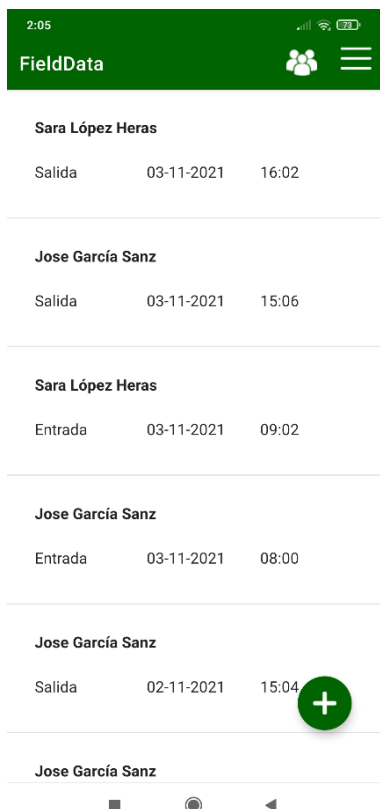 2:05 73
FieldData
Sara López Heras
Salida 03-11-2021 16:02
Jose García Sanz
Salida 03-11-2021 15:06
Sara López Heras
Entrada 03-11-2021 09:02
Jose García Sanz
Entrada 03-11-2021 08:00
Jose García Sanz
Salida 02-11-2021 15:04
Jose García Sanz